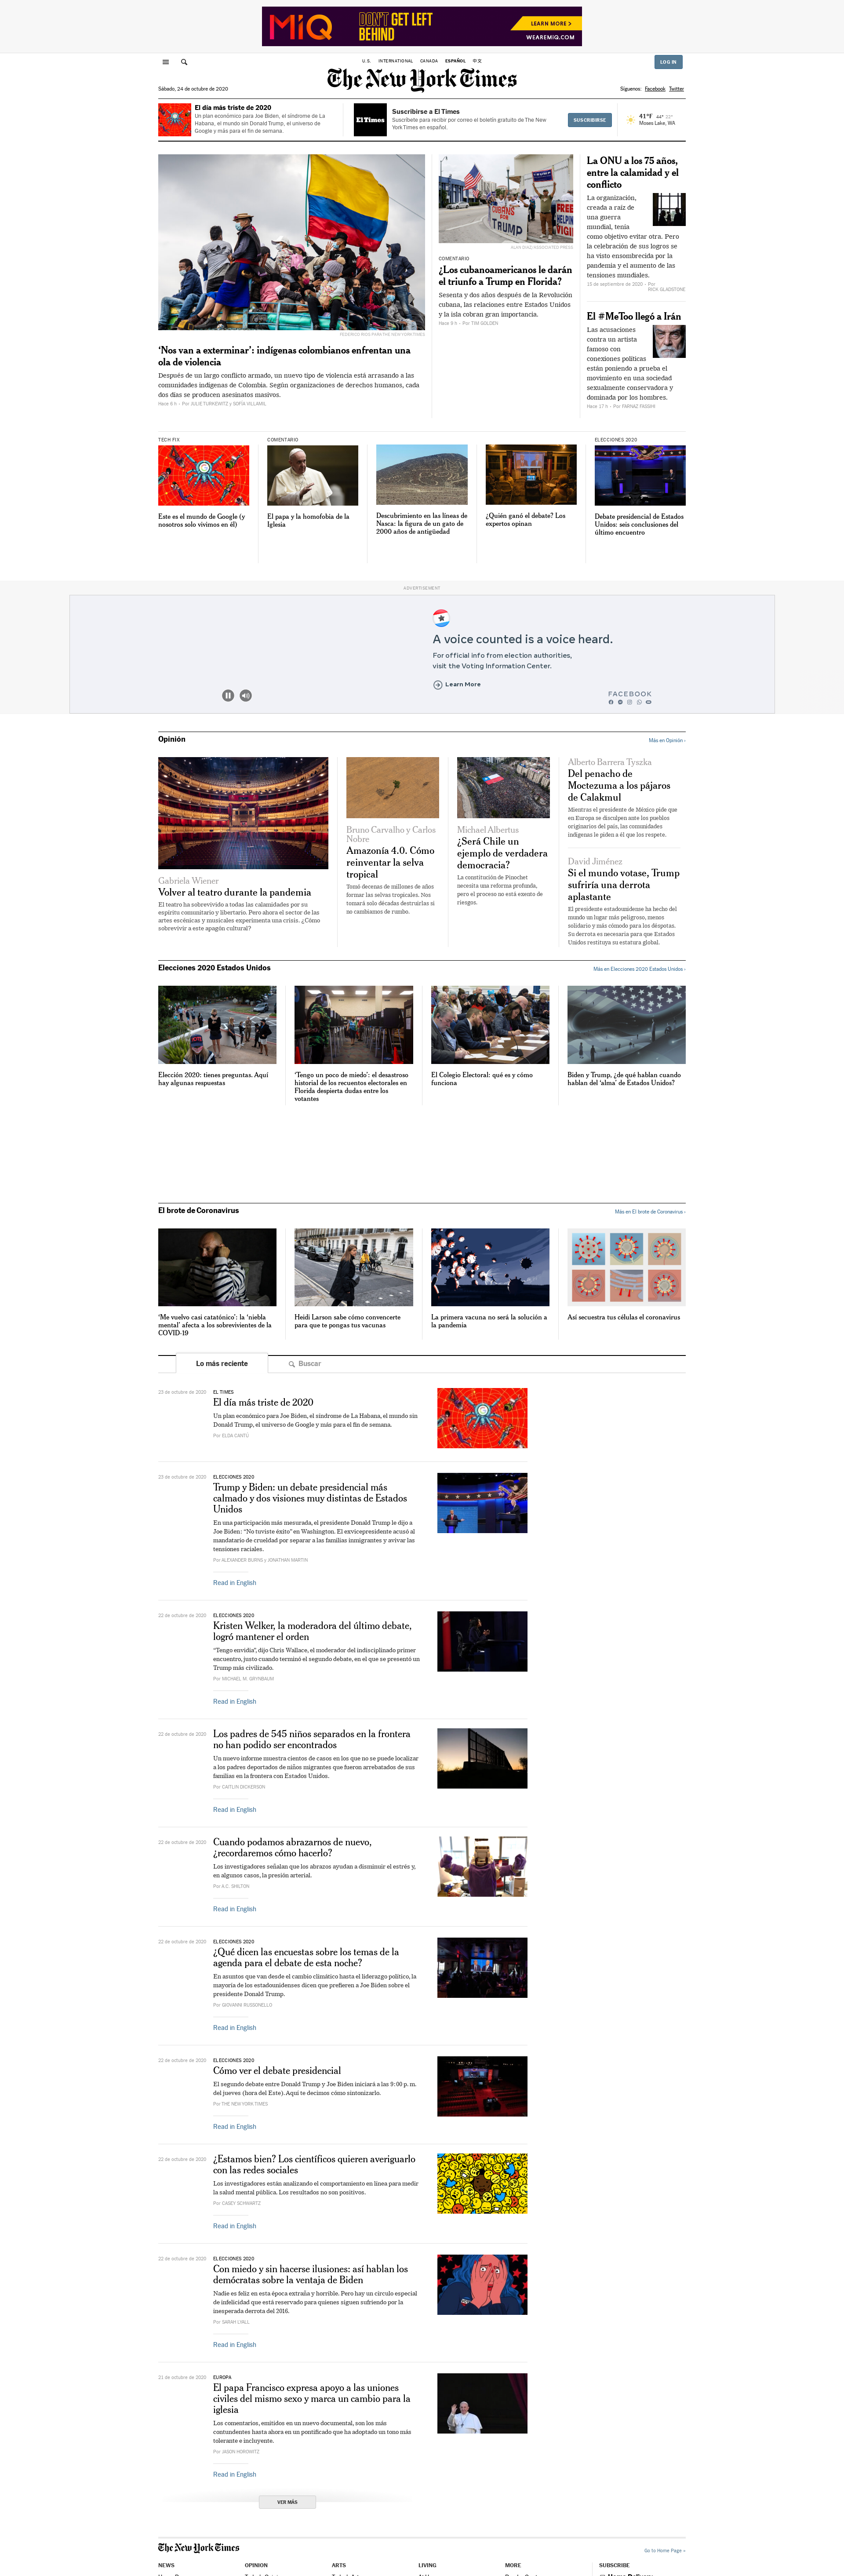 MiQ
DON'T GET LEFT
BEHIND
LEARN MORE >
WEAREMIQ.COM
U.S. INTERNATIONAL CANADA ESPAÑOL 中文
LOG IN
The New York Times
Sábado, 24 de octubre de 2020
Síguenos: Facebook Twitter
El día más triste de 2020
Un plan económico para Joe Biden, el síndrome de La
Habana, el mundo sin Donald Trump, el universo de
Google y más para el fin de semana.
El Times
Suscribirse a El Times
Suscríbete para recibir por correo el boletín gratuito de The New
York Times en español.
SUSCRIBIRSE
41°F 44° 22°
Moses Lake, WA
FEDERICO RIOS PARA THE NEW YORK TIMES
‘Nos van a exterminar’: indígenas colombianos enfrentan una
ola de violencia
Después de un largo conflicto armado, un nuevo tipo de violencia está arrasando a las
comunidades indígenas de Colombia. Según organizaciones de derechos humanos, cada
dos días se producen asesinatos masivos.
Hace 8 h • Por JULIE TURKEWITZ y SOFÍA VILLAMIL
CUBANS
FOR
TRUMP
COMENTARIO
¿Los cubanoamericanos le darán
el triunfo a Trump en Florida?
Sesenta y dos años después de la Revolución
cubana, las relaciones entre Estados Unidos
y la isla cobran gran importancia.
Hace 9 h • Por TIM GOLDEN
La ONU a los 75 años,
entre la calamidad y el
conflicto
La organización,
creada a raíz de
una guerra
mundial, tenía
como objetivo evitar otra. Pero
la celebración de sus logros se
ha visto ensombrecida por la
pandemia y el aumento de las
tensiones mundiales.
15 de septiembre de 2020 • Por
RICK GLADSTONE
El #MeToo llegó a Irán
Las acusaciones
contra un artista
famoso con
conexiones políticas
están poniendo a prueba el
movimiento en una sociedad
sexualmente conservadora y
dominada por los hombres.
Hace 17 h • Por FARNAZ FASSIHI
TECH FIX
Este es el mundo de Google (y
nosotros solo vivimos en él)
COMENTARIO
El papa y la homofobia de la
Iglesia
Descubrimiento en las líneas de
Nasca: la figura de un gato de
2000 años de antigüedad
¿Quién ganó el debate? Los
expertos opinan
ELECCIONES 2020
Debate presidencial de Estados
Unidos: seis conclusiones del
último encuentro
ADVERTISEMENT
A voice counted is a voice heard.
For official info from election authorities,
visit the Voting Information Center.
Learn More
FACEBOOK
Opinión
Más en Opinión ›
Gabriela Wiener
Volver al teatro durante la pandemia
El teatro ha sobrevivido a todas las calamidades por su
espíritu comunitario y libertario. Pero ahora el sector de las
artes escénicas y musicales experimenta una crisis. ¿Cómo
sobrevivir a este apagón cultural?
Bruno Carvalho y Carlos
Nobre
Amazonía 4.0. Cómo
reinventar la selva
tropical
Tomó decenas de millones de años
formar las selvas tropicales. Nos
tomará solo décadas destruirlas si
no cambiamos de rumbo.
Michael Albertus
¿Será Chile un
ejemplo de verdadera
democracia?
La constitución de Pinochet
necesita una reforma profunda,
pero el proceso no está exento de
riesgos.
Alberto Barrera Tyszka
Del penacho de
Moctezuma a los pájaros
de Calakmul
Mientras el presidente de México pide que
en Europa se disculpen ante los pueblos
originarios del país, las comunidades
indígenas le piden a él que los respete.
David Jiménez
Si el mundo votase, Trump
sufriría una derrota
aplastante
El presidente estadounidense ha hecho del
mundo un lugar más peligroso, menos
solidario y más cómodo para los déspotas.
Su derrota es necesaria para que Estados
Unidos restituya su estatura global.
Elecciones 2020 Estados Unidos
Más en Elecciones 2020 Estados Unidos ›
Elección 2020: tienes preguntas. Aquí
hay algunas respuestas
‘Tengo un poco de miedo’: el desastroso
historial de los recuentos electorales en
Florida despierta dudas entre los
votantes
El Colegio Electoral: qué es y cómo
funciona
Biden y Trump, ¿de qué hablan cuando
hablan del ‘alma’ de Estados Unidos?
El brote de Coronavirus
Más en El brote de Coronavirus ›
‘Me vuelvo casi catatónico’: la ‘niebla
mental’ afecta a los sobrevivientes de la
COVID-19
Heidi Larson sabe cómo convencerte
para que te pongas tus vacunas
La primera vacuna no será la solución a
la pandemia
Así secuestra tus células el coronavirus
Lo más reciente
Buscar
23 de octubre de 2020
EL TIMES
El día más triste de 2020
Un plan económico para Joe Biden, el síndrome de La Habana, el mundo sin
Donald Trump, el universo de Google y más para el fin de semana.
Por ELDA CANTÚ
23 de octubre de 2020
ELECCIONES 2020
Trump y Biden: un debate presidencial más
calmado y dos visiones muy distintas de Estados
Unidos
En una participación más mesurada, el presidente Donald Trump le dijo a
Joe Biden: “No tuviste éxito” en Washington. El exvicepresidente acusó al
mandatario de crueldad por separar a las familias inmigrantes y avivar las
tensiones raciales.
Por ALEXANDER BURNS y JONATHAN MARTIN
Read in English
22 de octubre de 2020
ELECCIONES 2020
Kristen Welker, la moderadora del último debate,
logró mantener el orden
“Tengo envidia”, dijo Chris Wallace, el moderador del indisciplinado primer
encuentro, justo cuando terminó el segundo debate, en el que se presentó un
Trump más civilizado.
Por MICHAEL M. GRYNBAUM
Read in English
22 de octubre de 2020
Los padres de 545 niños separados en la frontera
no han podido ser encontrados
Un nuevo informe muestra cientos de casos en los que no se puede localizar
a los padres deportados de niños migrantes que fueron arrebatados de sus
familias en la frontera con Estados Unidos.
Por CAITLIN DICKERSON
Read in English
22 de octubre de 2020
Cuando podamos abrazarnos de nuevo,
¿recordaremos cómo hacerlo?
Los investigadores señalan que los abrazos ayudan a disminuir el estrés y,
en algunos casos, la presión arterial.
Por A.C. SHILTON
Read in English
22 de octubre de 2020
ELECCIONES 2020
¿Qué dicen las encuestas sobre los temas de la
agenda para el debate de esta noche?
En asuntos que van desde el cambio climático hasta el liderazgo político, la
mayoría de los estadounidenses dicen que prefieren a Joe Biden sobre el
presidente Donald Trump.
Por GIOVANNI RUSSONELLO
Read in English
22 de octubre de 2020
ELECCIONES 2020
Cómo ver el debate presidencial
El segundo debate entre Donald Trump y Joe Biden iniciará a las 9:00 p. m.
del jueves (hora del Este). Aquí te decimos cómo sintonizarlo.
Por THE NEW YORK TIMES
Read in English
22 de octubre de 2020
¿Estamos bien? Los científicos quieren averiguarlo
con las redes sociales
Los investigadores están analizando el comportamiento en línea para medir
la salud mental pública. Los resultados no son positivos.
Por CASEY SCHWARTZ
Read in English
22 de octubre de 2020
ELECCIONES 2020
Con miedo y sin hacerse ilusiones: así hablan los
demócratas sobre la ventaja de Biden
Nadie es feliz en esta época extraña y horrible. Pero hay un círculo especial
de infelicidad que está reservado para quienes siguen sufriendo por la
inesperada derrota del 2016.
Por SARAH LYALL
Read in English
21 de octubre de 2020
EUROPA
El papa Francisco expresa apoyo a las uniones
civiles del mismo sexo y marca un cambio para la
iglesia
Los comentarios, emitidos en un nuevo documental, son los más
contundentes hasta ahora en un pontificado que ha adoptado un tono más
tolerante e incluyente.
Por JASON HOROWITZ
Read in English
VER MÁS
The New York Times
Go to Home Page »
NEWS OPINION ARTS LIVING MORE SUBSCRIBE